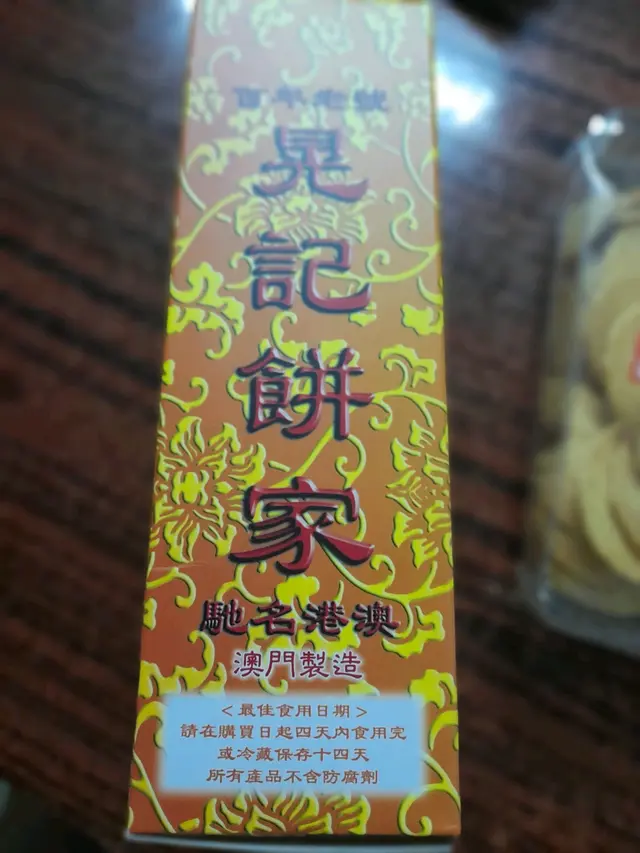 百年老號
晃記餅家
馳名港澳
澳門製造
<最佳食用日期>
請在購買日起四天內食用完
或冷藏保存十四天
所有產品不含防腐劑